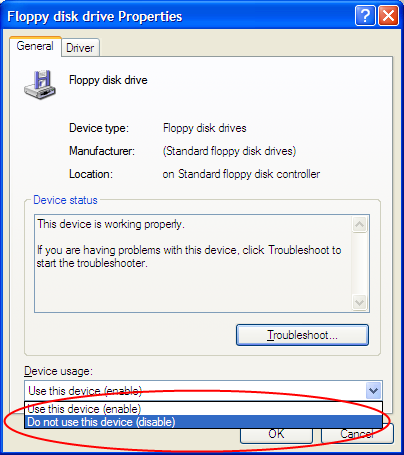 Floppy disk drive Properties
General Driver
Floppy disk drive
Device type: Floppy disk drives
Manufacturer: (Standard floppy disk drives)
Location: on Standard floppy disk controller
Device status
This device is working properly.
If you are having problems with this device, click Troubleshoot to
start the troubleshooter.
Troubleshoot...
Device usage:
Use this device (enable)
Use this device (enable)
Do not use this device (disable)
OK Cancel